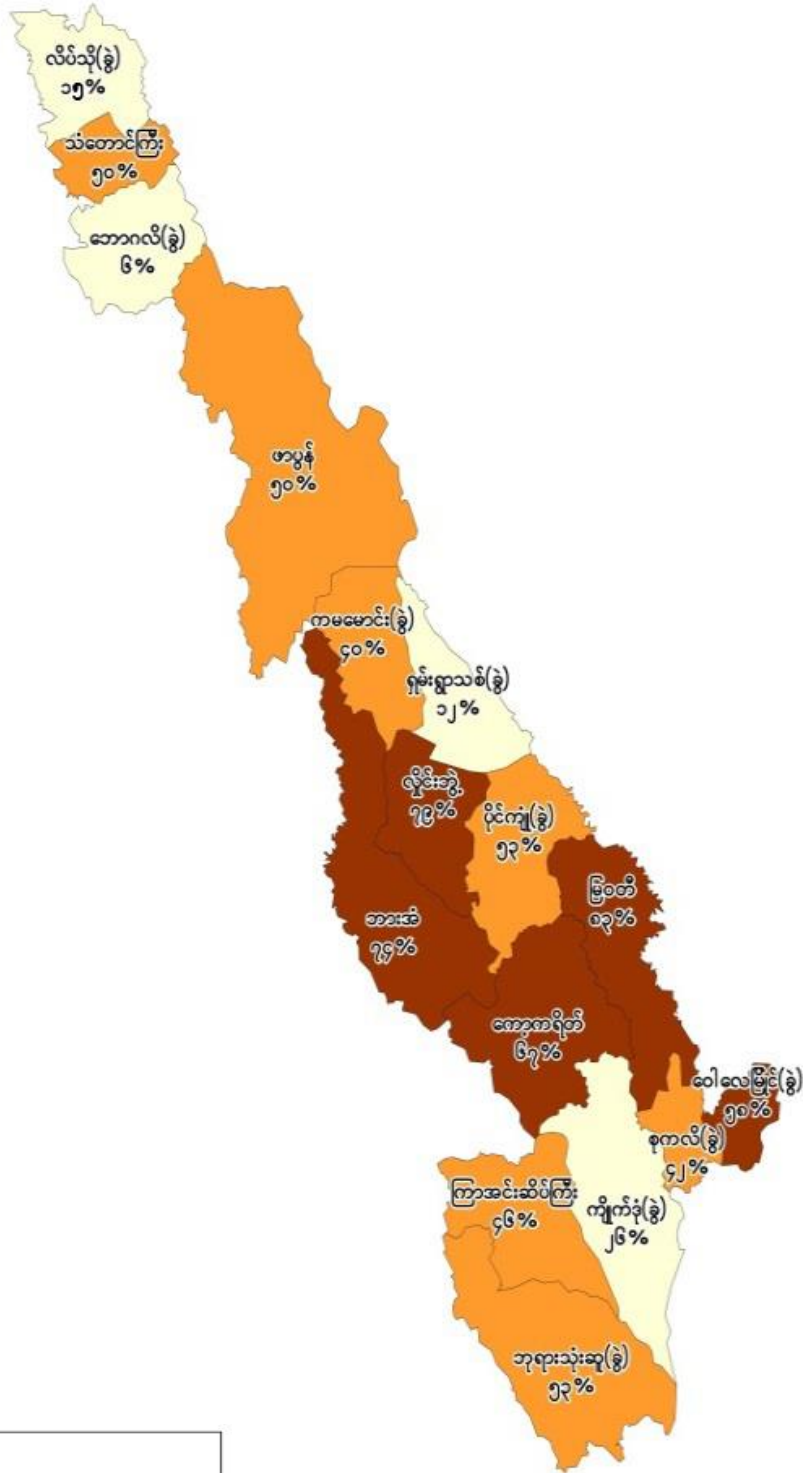 လိပ်သို(ခွဲ)
၁၅%
သံတောင်ကြီး
၅၀%
ဘောဂလိ(ခွဲ)
၆%
ဖာပွန်
၅၀%
ကမမောင်း(ခွဲ)
၄၀%
ရှမ်းရွာသစ်(ခွဲ)
၁၂%
လှိုင်းဘွဲ့
၇၉%
ပိုင်ကျုံ(ခွဲ)
၅၃%
မြဝတီ
၈၃%
ဘားအံ
၇၄%
ကော့ကရိတ်
၆၇%
ဝေါလေမြိုင်(ခွဲ)
၅၈%
စုကလိ(ခွဲ)
၄၂%
ကြာအင်းဆိပ်ကြီး
၄၆%
ကျိုက်ဒုံ(ခွဲ)
၂၆%
ဘုရားသုံးဆူ(ခွဲ)
၅၃%